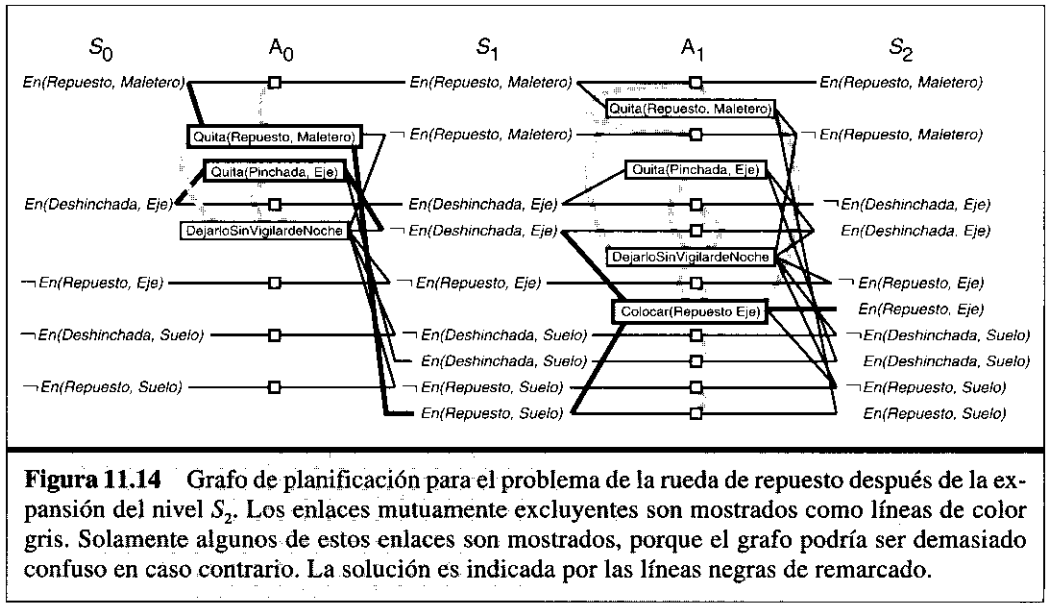 S0 A0 S1 A1 S2
En(Repuesto, Maletero) En(Repuesto, Maletero) En(Repuesto, Maletero)
Quita(Repuesto, Maletero)
Quita(Repuesto, Maletero) ¬ En(Repuesto, Maletero) ¬ En(Repuesto, Maletero)
Quita(Pinchada, Eje) Quita(Pinchada, Eje)
En(Deshinchada, Eje) En(Deshinchada, Eje) ¬ En(Deshinchada, Eje)
DejarloSinVigilardeNoche ¬ En(Deshinchada, Eje) En(Deshinchada, Eje)
DejarloSinVigilardeNoche
¬ En(Repuesto, Eje) ¬ En(Repuesto, Eje) ¬ En(Repuesto, Eje)
Colocar(Repuesto Eje) En(Repuesto, Eje)
¬ En(Deshinchada, Suelo) ¬ En(Deshinchada, Suelo) ¬ En(Deshinchada, Suelo)
En(Deshinchada, Suelo) En(Deshinchada, Suelo)
¬ En(Repuesto, Suelo) ¬ En(Repuesto, Suelo) ¬ En(Repuesto, Suelo)
En(Repuesto, Suelo) En(Repuesto, Suelo)
Figura 11.14 Grafo de planificación para el problema de la rueda de repuesto después de la ex-
pansión del nivel S2. Los enlaces mutuamente excluyentes son mostrados como líneas de color
gris. Solamente algunos de estos enlaces son mostrados, porque el grafo podría ser demasiado
confuso en caso contrario. La solución es indicada por las líneas negras de remarcado.